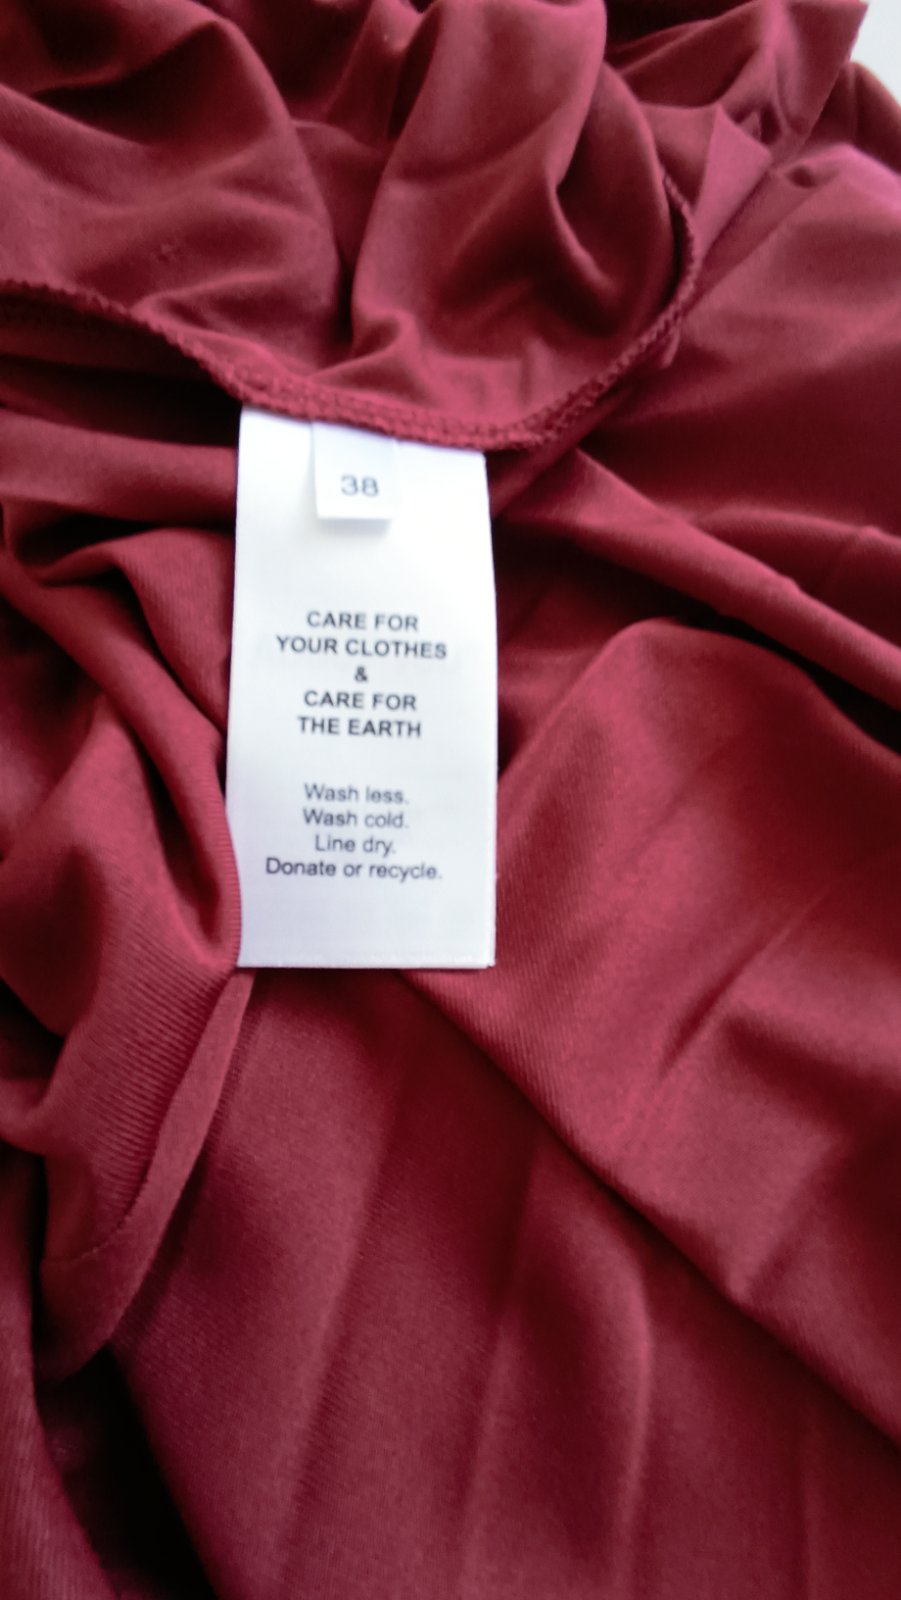 38
CARE FOR
YOUR CLOTHES
&
CARE FOR
THE EARTH
Wash less.
Wash cold.
Line dry.
Donate or recycle.